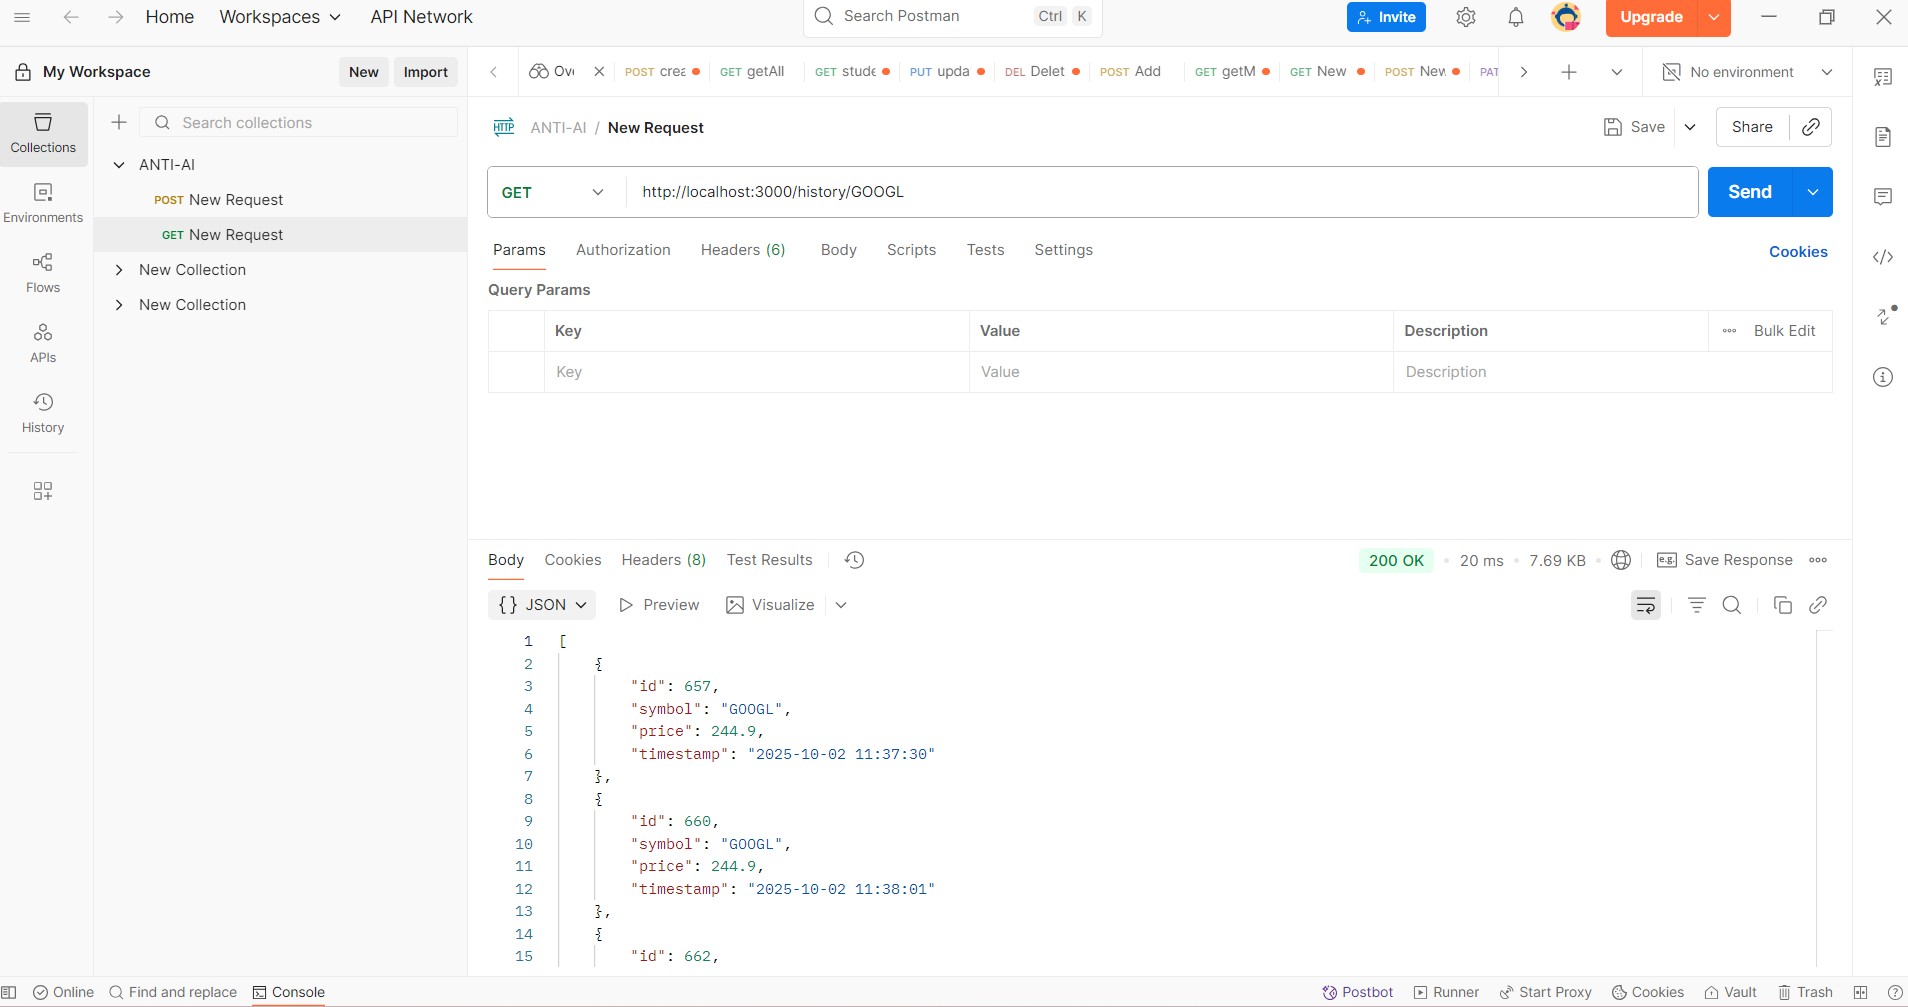 Home Workspaces API Network Search Postman Ctrl K Invite Upgrade
My Workspace New Import
Ove POST crea GET getAll GET stude PUT upda DEL Delet POST Add GET getM GET New POST New PAT No environment
Collections
Environments
Flows
APIs
History
Search collections
ANTI-AI
POST New Request
GET New Request
New Collection
New Collection
HTTP ANTI-AI / New Request Save Share
GET http://localhost:3000/history/GOOGL Send
Params Authorization Headers (6) Body Scripts Tests Settings Cookies
Query Params
Key Value Description Bulk Edit
Key Value Description
Body Cookies Headers (8) Test Results 200 OK 20 ms 7.69 KB e.g. Save Response
{} JSON Preview Visualize
1 [
2 {
3 "id": 657,
4 "symbol": "GOOGL",
5 "price": 244.9,
6 "timestamp": "2025-10-02 11:37:30"
7 },
8 {
9 "id": 660,
10 "symbol": "GOOGL",
11 "price": 244.9,
12 "timestamp": "2025-10-02 11:38:01"
13 },
14 {
15 "id": 662,
Online Find and replace Console Postbot Runner Start Proxy Cookies Vault Trash